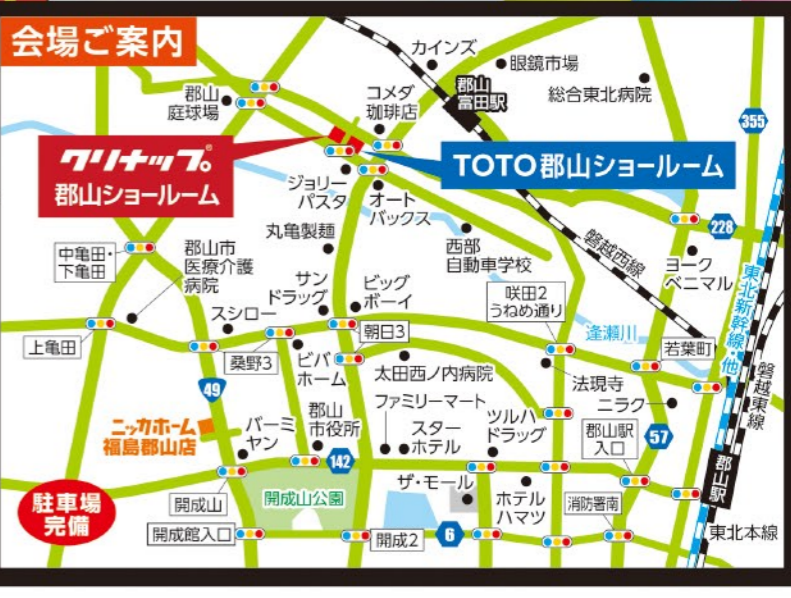 会場ご案内
カインズ
眼鏡市場
郡山
富田駅
総合東北病院
郡山
庭球場
コメダ
珈琲店
355
クリナップ
郡山ショールーム
TOTO郡山ショールーム
ジョリー
パスタ
オート
バックス
228
丸亀製麺
西部
自動車学校
磐越西線
ヨーク
ベニマル
中亀田・
下亀田
郡山市
医療介護
病院
サン
ドラッグ
ビッグ
ボーイ
咲田2
うねめ通り
東北新幹線・他
スシロー
朝日3
逢瀬川
若葉町
上亀田
桑野3
ビバ
ホーム
太田西ノ内病院
法現寺
磐越東線
49
ニラク
ファミリーマート
ニッカホーム
福島郡山店
バーミ
ヤン
郡山
市役所
スター
ホテル
ツルハ
ドラッグ
郡山駅
入口
57
142
郡山駅
駐車場
完備
開成山
開成山公園
ザ・モール
ホテル
ハマツ
消防署南
開成館入口
開成2
6
東北本線